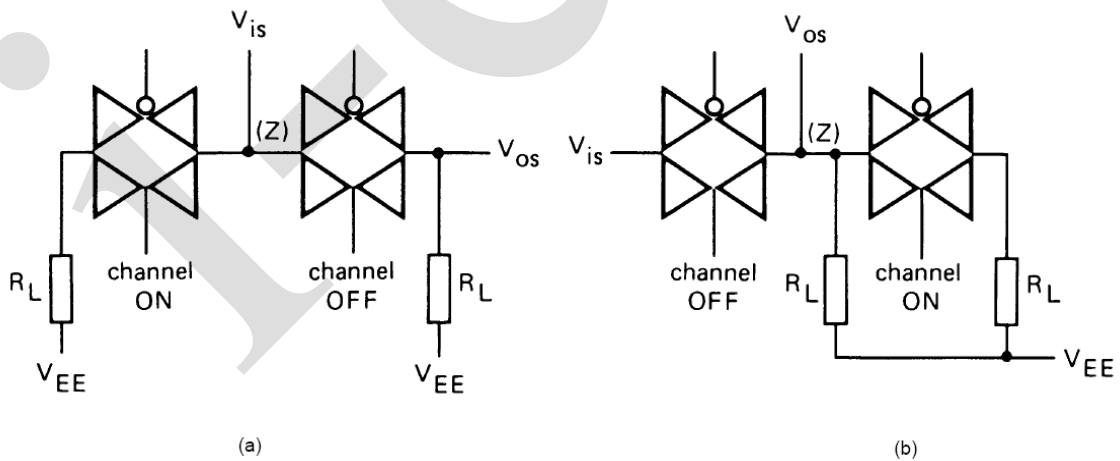 V_is
(Z)
V_os
R_L
channel
ON
channel
OFF
R_L
V_EE
V_EE
(a)
V_os
V_is
(Z)
channel
OFF
R_L
channel
ON
R_L
V_EE
(b)